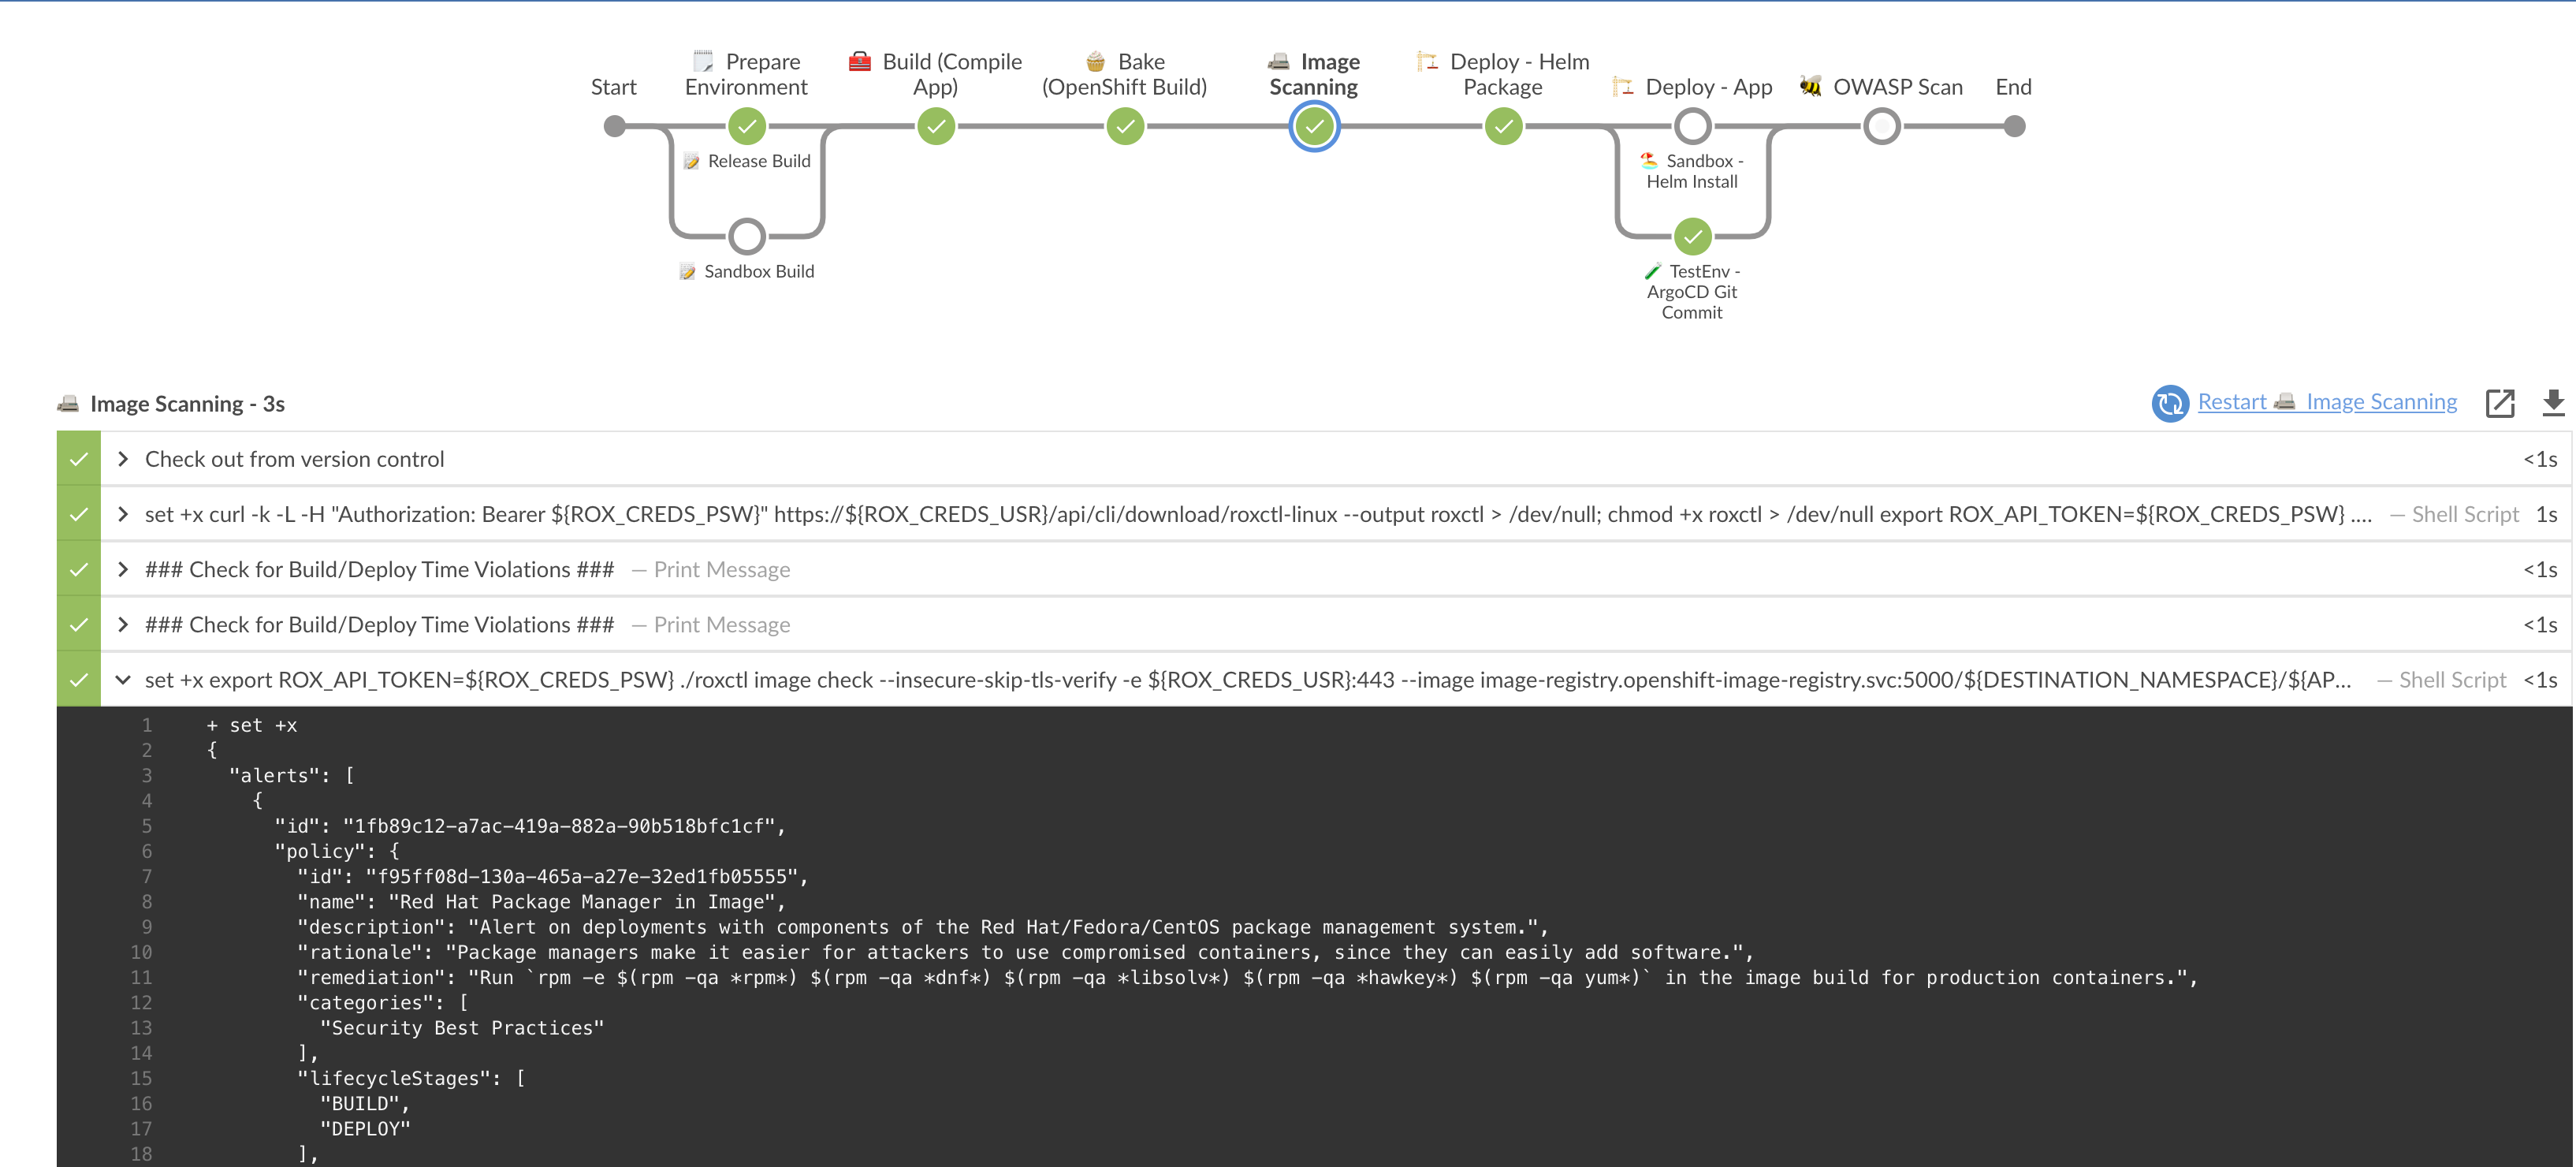 Start
Prepare
Environment
Build (Compile
App)
Bake
(OpenShift Build)
Image
Scanning
Deploy - Helm
Package
Deploy - App
OWASP Scan
End
Release Build
Sandbox -
Helm Install
Sandbox Build
TestEnv -
ArgoCD Git
Commit
Image Scanning - 3s
Restart Image Scanning
Check out from version control <1s
set +x curl -k -L -H "Authorization: Bearer ${ROX_CREDS_PSW}" https://${ROX_CREDS_USR}/api/cli/download/roxctl-linux --output roxctl > /dev/null; chmod +x roxctl > /dev/null export ROX_API_TOKEN=${ROX_CREDS_PSW} .... — Shell Script 1s
### Check for Build/Deploy Time Violations ### — Print Message <1s
### Check for Build/Deploy Time Violations ### — Print Message <1s
set +x export ROX_API_TOKEN=${ROX_CREDS_PSW} ./roxctl image check --insecure-skip-tls-verify -e ${ROX_CREDS_USR}:443 --image image-registry.openshift-image-registry.svc:5000/${DESTINATION_NAMESPACE}/${AP... — Shell Script <1s
1 + set +x
2 {
3 "alerts": [
4 {
5 "id": "1fb89c12-a7ac-419a-882a-90b518bfc1cf",
6 "policy": {
7 "id": "f95ff08d-130a-465a-a27e-32ed1fb05555",
8 "name": "Red Hat Package Manager in Image",
9 "description": "Alert on deployments with components of the Red Hat/Fedora/CentOS package management system.",
10 "rationale": "Package managers make it easier for attackers to use compromised containers, since they can easily add software.",
11 "remediation": "Run `rpm -e $(rpm -qa *rpm*) $(rpm -qa *dnf*) $(rpm -qa *libsolv*) $(rpm -qa *hawkey*) $(rpm -qa yum*)` in the image build for production containers.",
12 "categories": [
13 "Security Best Practices"
14 ],
15 "lifecycleStages": [
16 "BUILD",
17 "DEPLOY"
18 ],